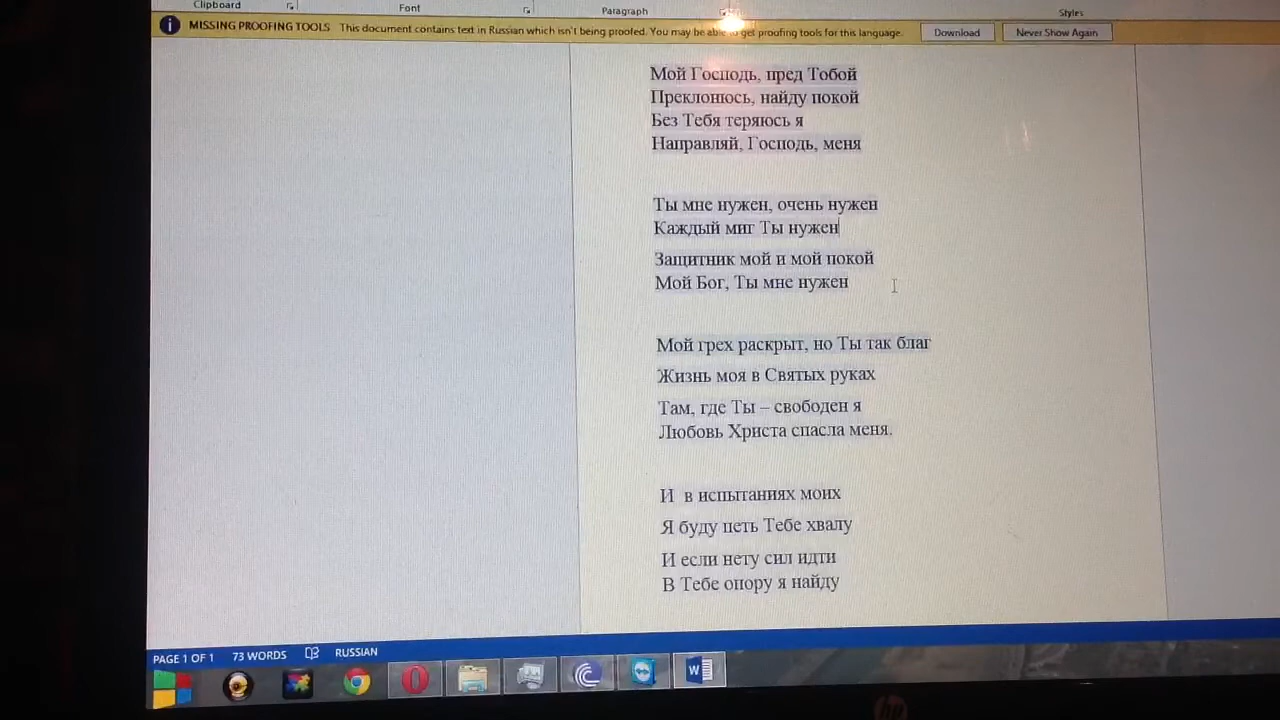 Clipboard
Font
Paragraph
Styles
MISSING PROOFING TOOLS This document contains text in Russian which isn't being proofed. You may be able to get proofing tools for this language.
Download
Never Show Again
Мой Господь, пред Тобой
Преклонюсь, найду покой
Без Тебя теряюсь я
Направляй, Господь, меня
Ты мне нужен, очень нужен
Каждый миг Ты нужен
Защитник мой и мой покой
Мой Бог, Ты мне нужен
Мой грех раскрыт, но Ты так благ
Жизнь моя в Святых руках
Там, где Ты – свободен я
Любовь Христа спасла меня.
И в испытаниях моих
Я буду петь Тебе хвалу
И если нету сил идти
В Тебе опору я найду
PAGE 1 OF 1 73 WORDS RUSSIAN
hp